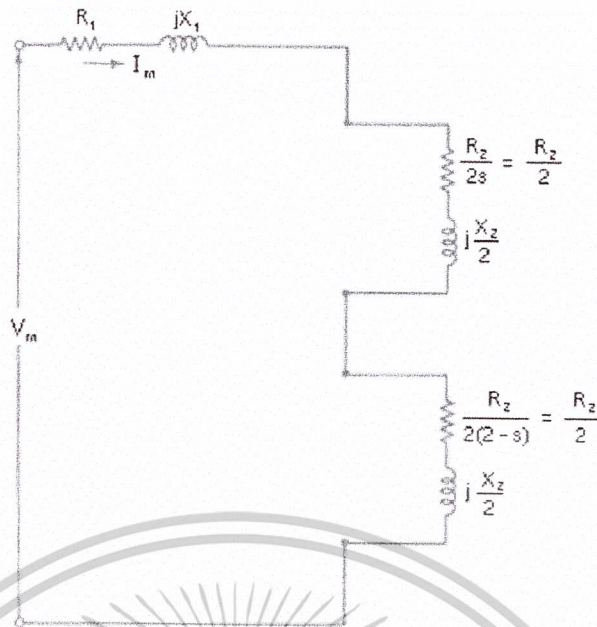 R₁ jX₁
Iₘ
R₂/2s = R₂/2
j X₂/2
Vₘ
R₂/2(2-s) = R₂/2
j X₂/2